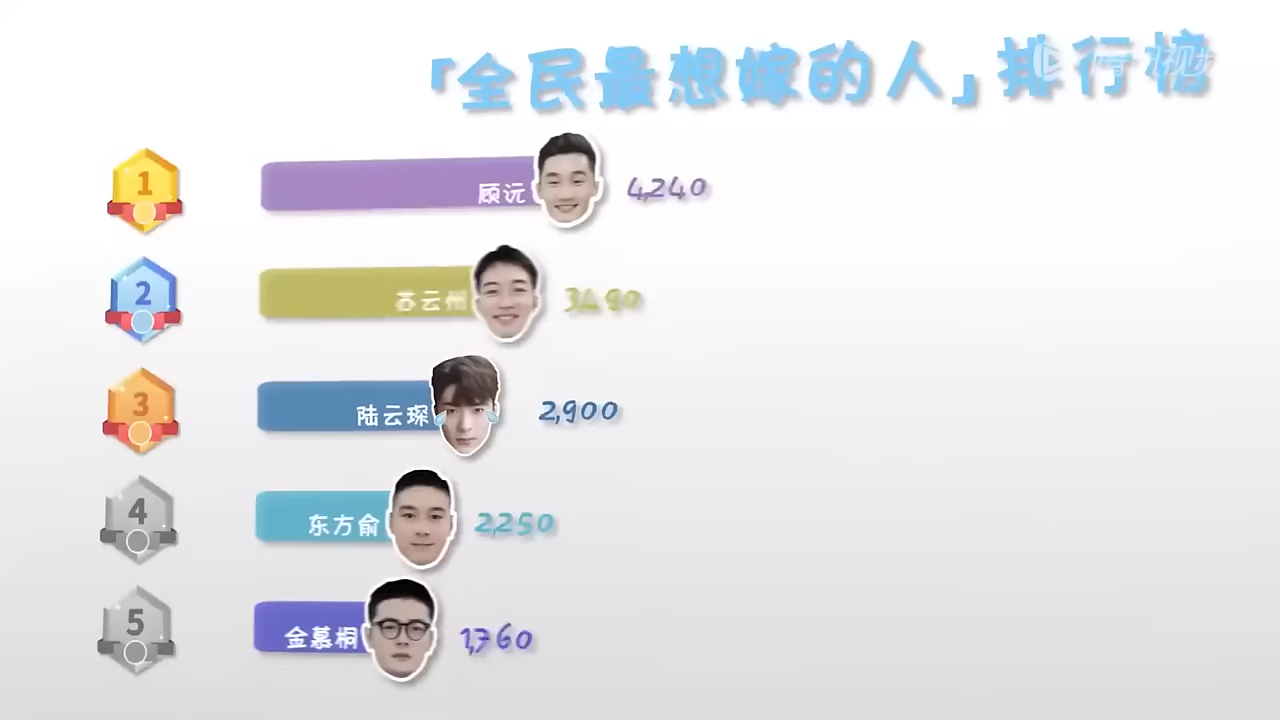 「全民最想嫁的人」排行榜
1 顾沅 4,240
2 苏云州 3,480
3 陆云琛 2,900
4 东方俞 2,250
5 金慕桐 1,760